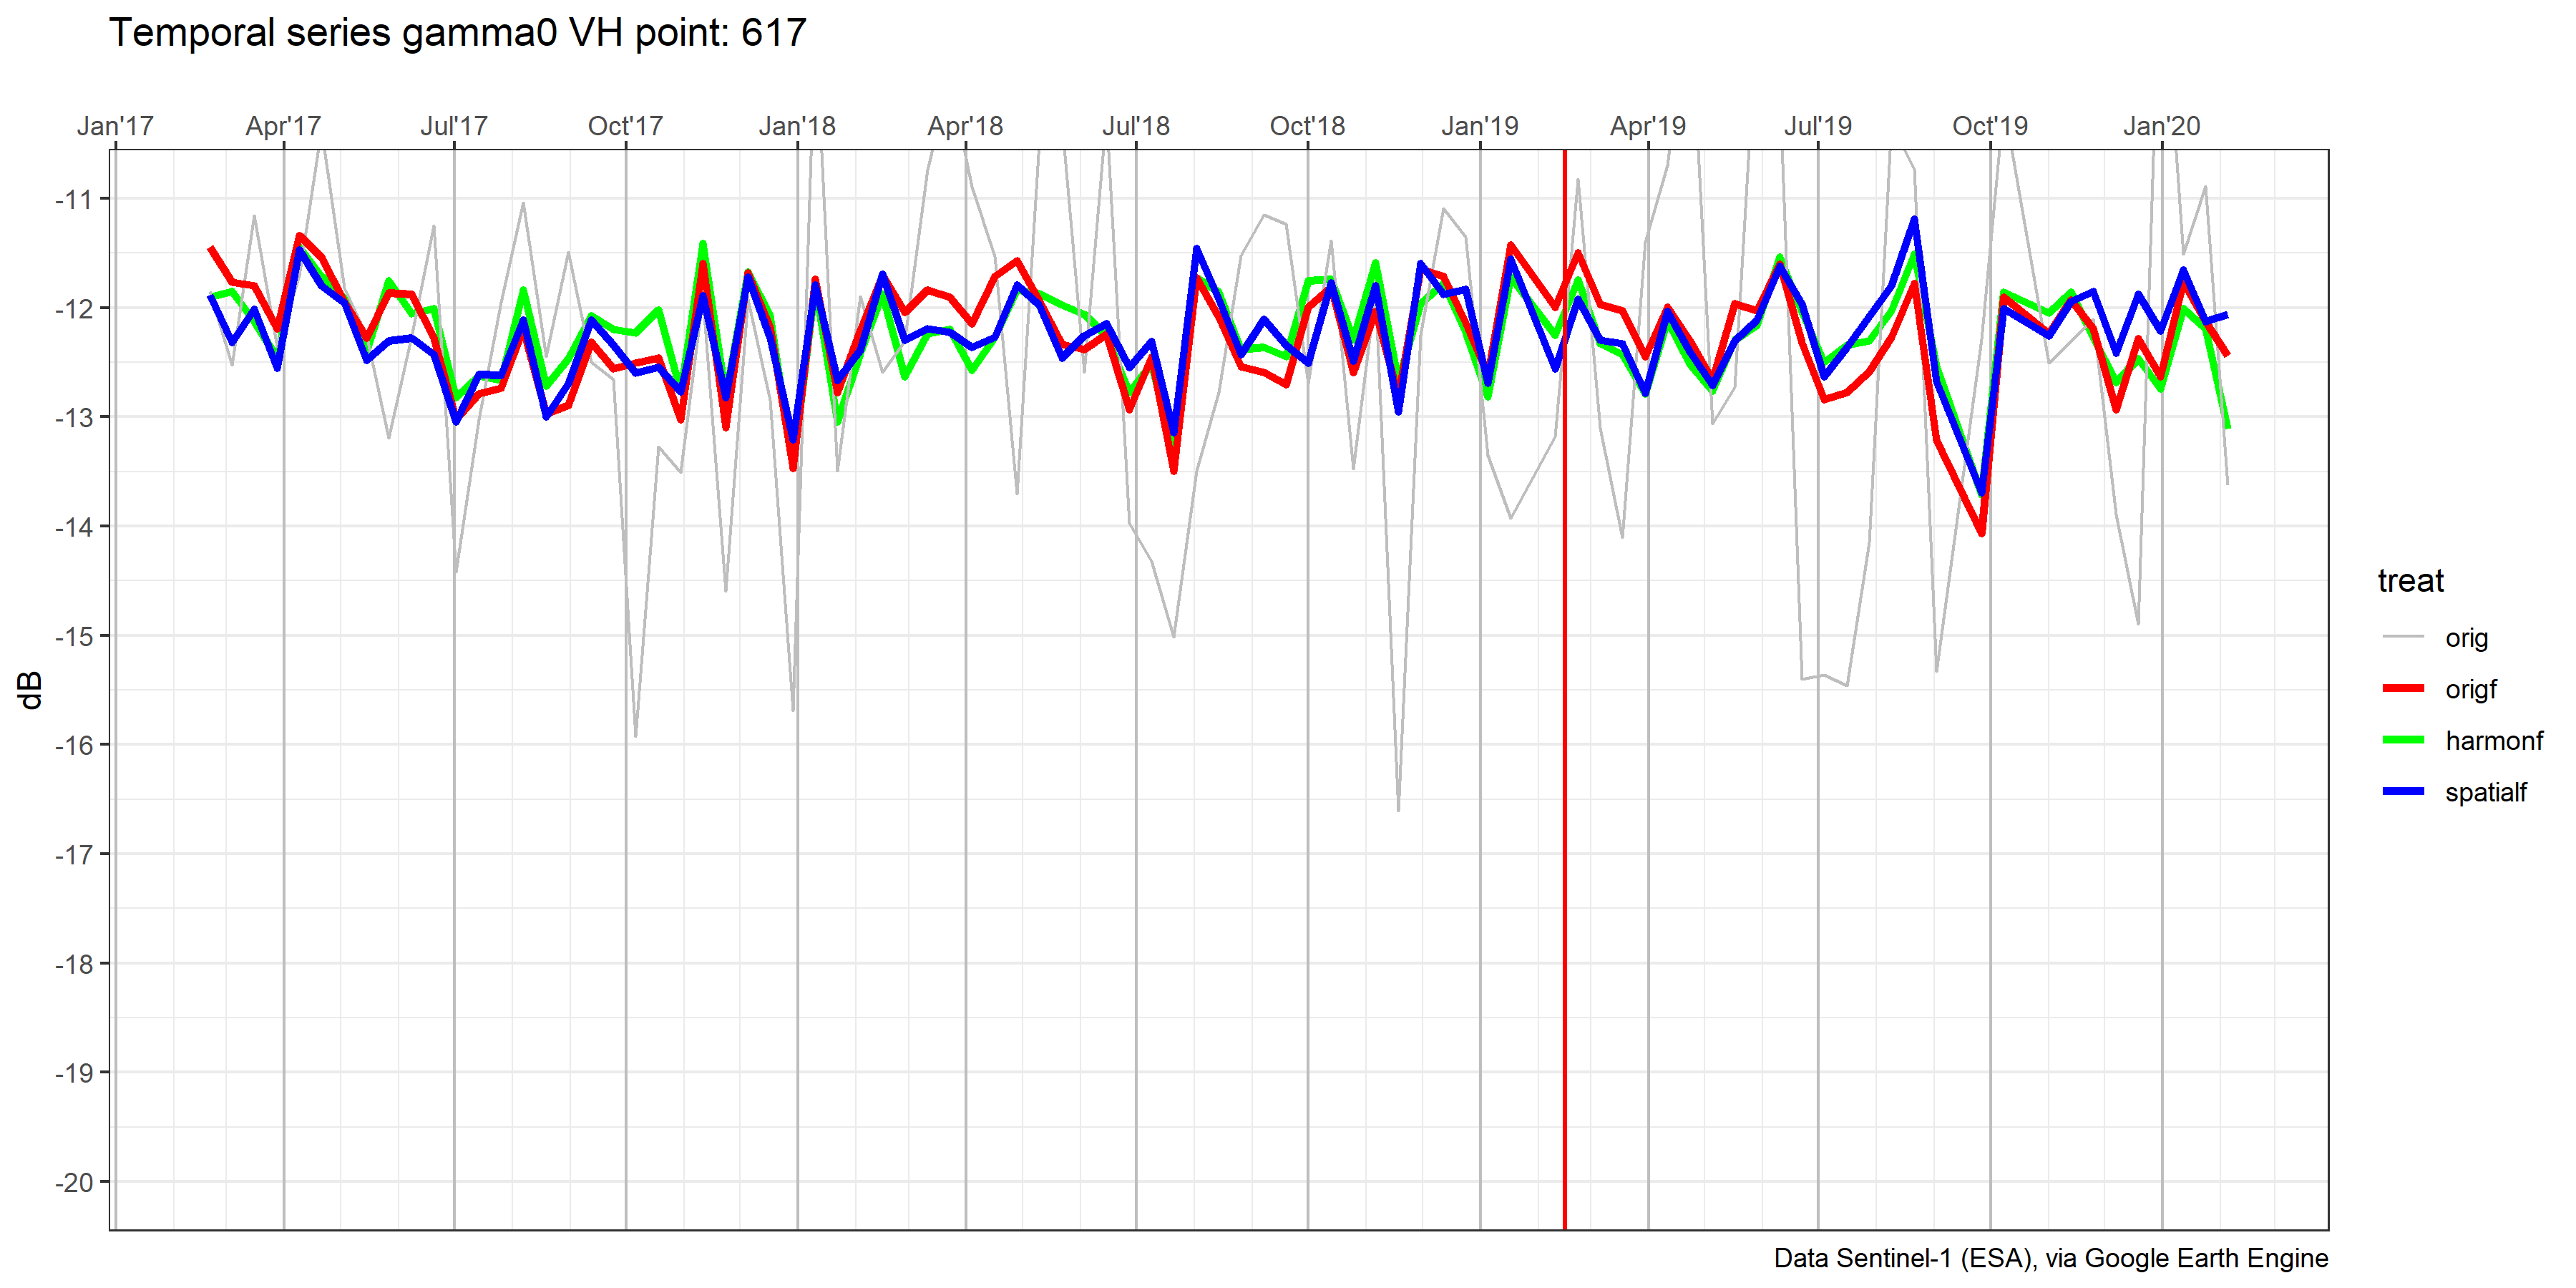 Temporal series gamma0 VH point: 617
Jan'17 Apr'17 Jul'17 Oct'17 Jan'18 Apr'18 Jul'18 Oct'18 Jan'19 Apr'19 Jul'19 Oct'19 Jan'20
-11
-12
-13
-14
-15
-16
-17
-18
-19
-20
dB
treat
orig
origf
harmonf
spatialf
Data Sentinel-1 (ESA), via Google Earth Engine